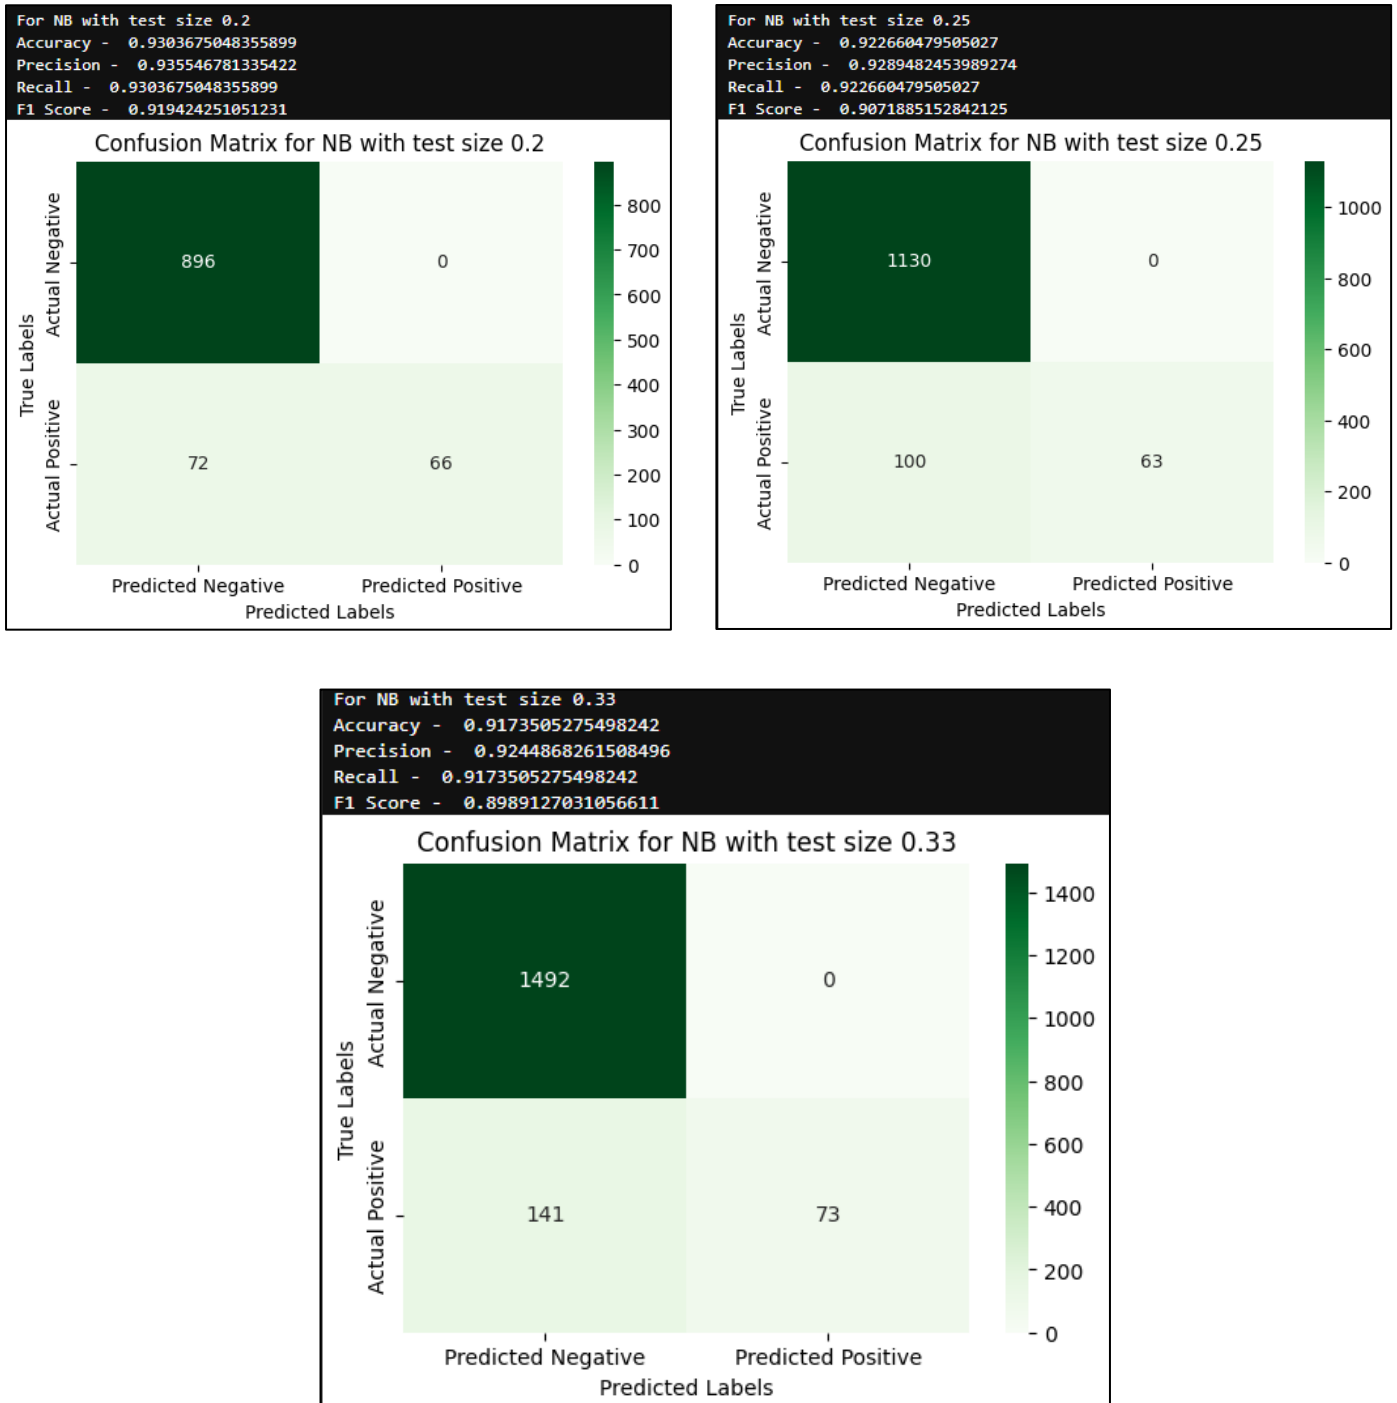 For NB with test size 0.2
Accuracy -  0.9303675048355899
Precision -  0.935546781335422
Recall -  0.9303675048355899
F1 Score -  0.919424251051231
Confusion Matrix for NB with test size 0.2
True Labels
Actual Negative
Actual Positive
896
0
72
66
800
700
600
500
400
300
200
100
0
Predicted Negative
Predicted Positive
Predicted Labels
For NB with test size 0.25
Accuracy -  0.922660479505027
Precision -  0.9289482453989274
Recall -  0.922660479505027
F1 Score -  0.9071885152842125
Confusion Matrix for NB with test size 0.25
True Labels
Actual Negative
Actual Positive
1130
0
100
63
1000
800
600
400
200
0
Predicted Negative
Predicted Positive
Predicted Labels
For NB with test size 0.33
Accuracy -  0.9173505275498242
Precision -  0.9244868261508496
Recall -  0.9173505275498242
F1 Score -  0.8989127031056611
Confusion Matrix for NB with test size 0.33
True Labels
Actual Negative
Actual Positive
1492
0
141
73
1400
1200
1000
800
600
400
200
0
Predicted Negative
Predicted Positive
Predicted Labels